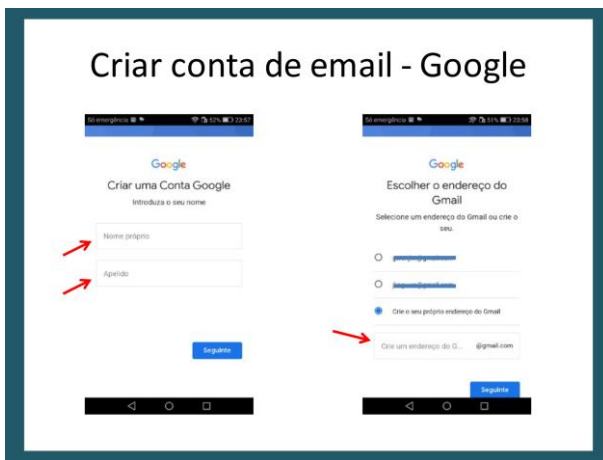 Criar conta de email - Google
Só emergência 52% 23:57
Google
Criar uma Conta Google
Introduza o seu nome
Nome próprio
Apelido
Seguinte
Só emergência 51% 23:58
Google
Escolher o endereço do
Gmail
Selecione um endereço do Gmail ou crie o
seu.
Crie o seu próprio endereço do Gmail
Crie um endereço do G... @gmail.com
Seguinte